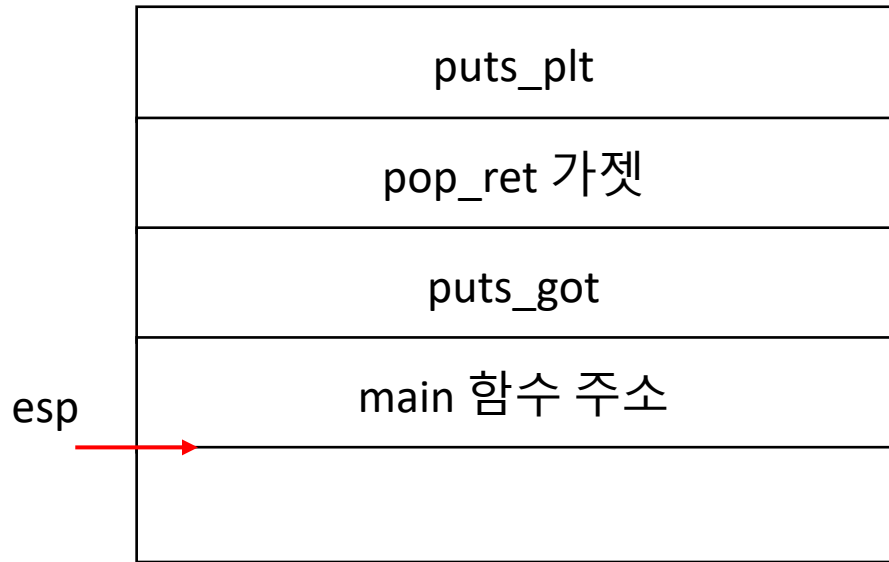 puts_plt
pop_ret 가젯
puts_got
main 함수 주소
esp